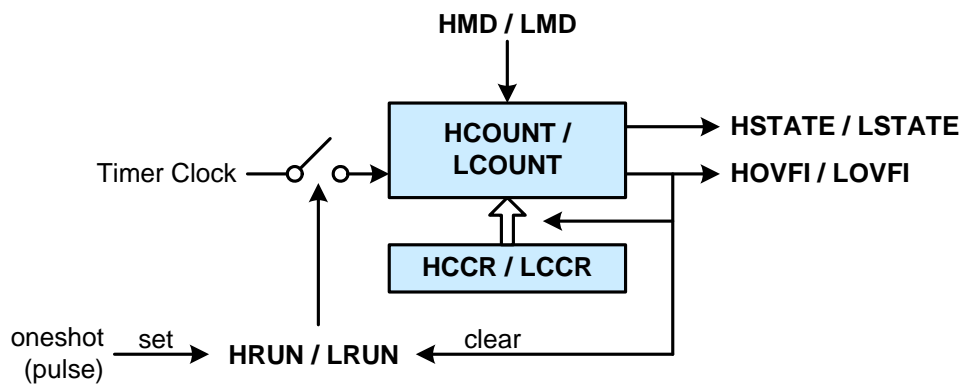 HMD / LMD
HCOUNT /
LCOUNT
HSTATE / LSTATE
HOVFI / LOVFI
Timer Clock
HCCR / LCCR
oneshot
(pulse)
set
HRUN / LRUN
clear